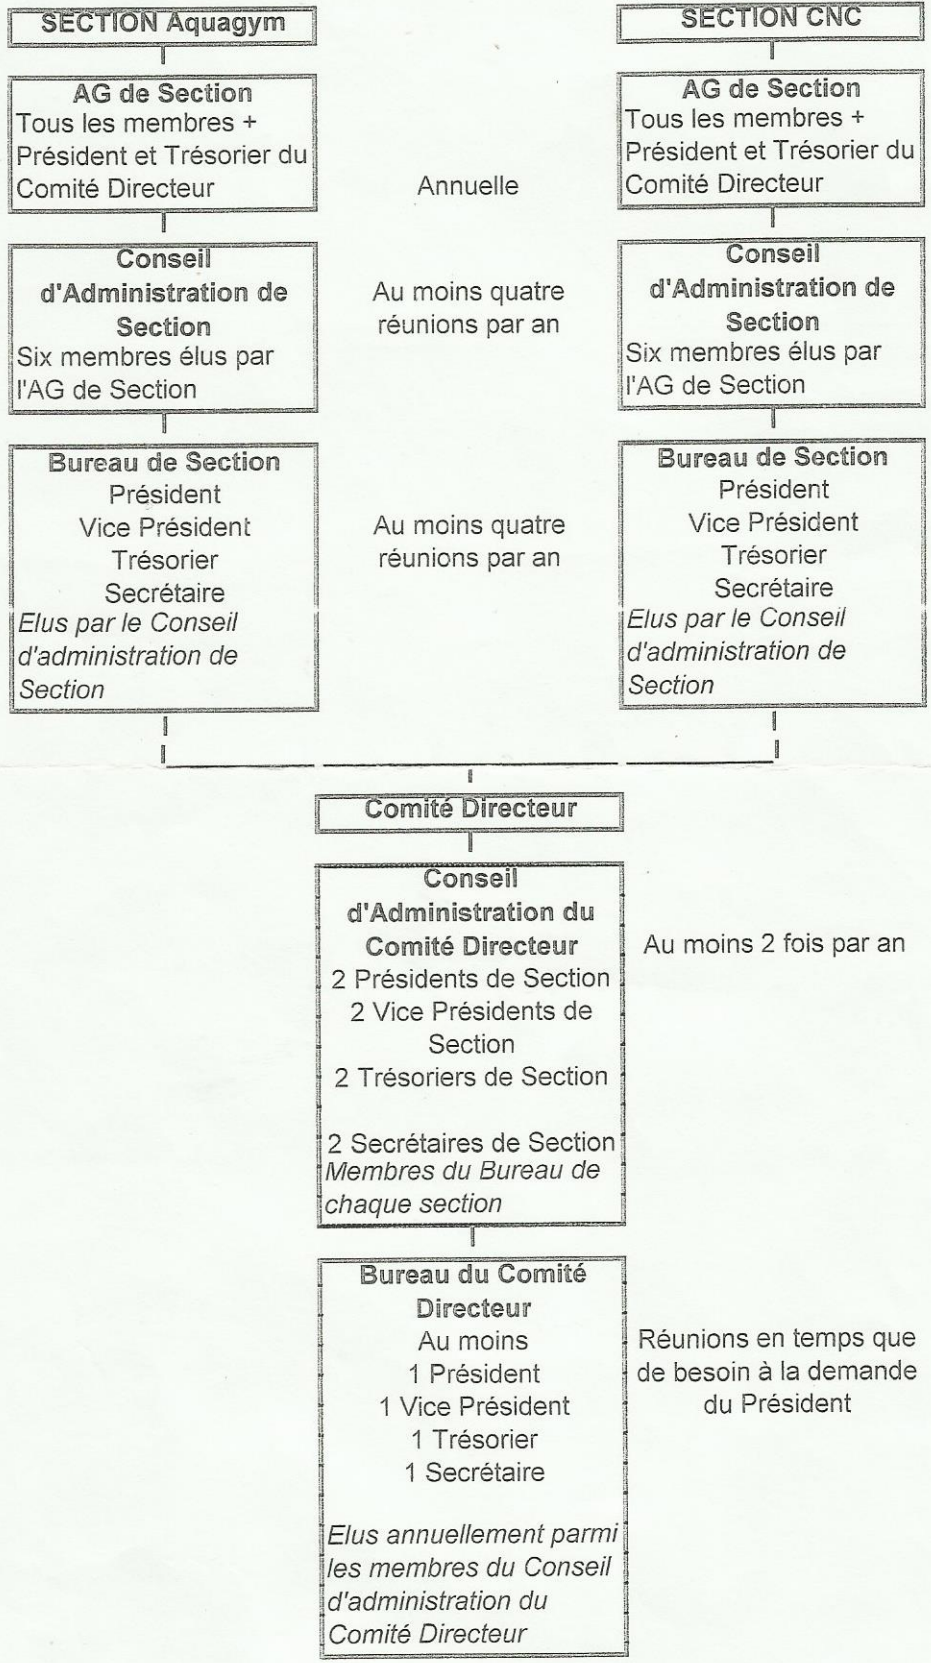 SECTION Aquagym
SECTION CNC
AG de Section
Tous les membres +
Président et Trésorier du
Comité Directeur
Annuelle
AG de Section
Tous les membres +
Président et Trésorier du
Comité Directeur
Conseil
d'Administration de
Section
Six membres élus par
l'AG de Section
Au moins quatre
réunions par an
Conseil
d'Administration de
Section
Six membres élus par
l'AG de Section
Bureau de Section
Président
Vice Président
Trésorier
Secrétaire
Elus par le Conseil
d'administration de
Section
Au moins quatre
réunions par an
Bureau de Section
Président
Vice Président
Trésorier
Secrétaire
Elus par le Conseil
d'administration de
Section
Comité Directeur
Conseil
d'Administration du
Comité Directeur
2 Présidents de Section
2 Vice Présidents de
Section
2 Trésoriers de Section
2 Secrétaires de Section
Membres du Bureau de
chaque section
Au moins 2 fois par an
Bureau du Comité
Directeur
Au moins
1 Président
1 Vice Président
1 Trésorier
1 Secrétaire
Elus annuellement parmi
les membres du Conseil
d'administration du
Comité Directeur
Réunions en temps que
de besoin à la demande
du Président